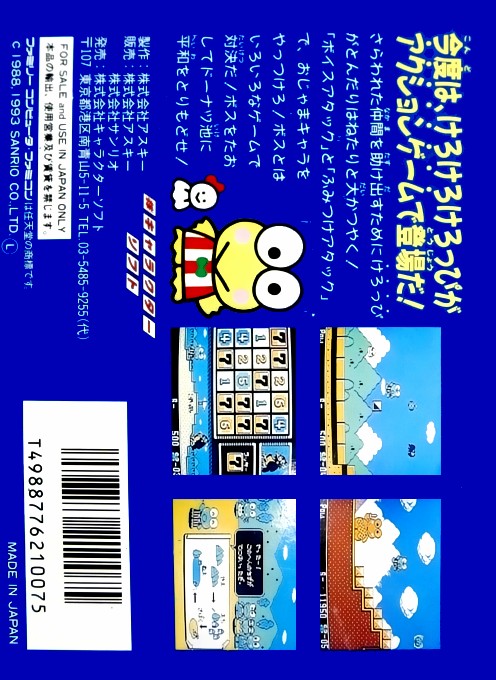 今度は、けろけろけろっぴが
アクションゲームで登場だ！
さらわれた仲間を助け出すためにけろっぴ
がとんだりはねたりと大かつやく！
「ボイスアタック」と「ふみつけアタック」
で、おじゃまキャラを
やっつけろ！ボスとは
いろいろなゲームで
対決だ！ボスをたお
してドーナツ池に
平和をとりもどせ！
製作：株式会社アスキー
販売：株式会社アスキー
株式会社サンリオ
発売：株式会社キャラクターソフト
〒107 東京都港区南青山5-11-5 TEL.03-5485-9255(代)
キャラクター
ソフト
FOR SALE and USE IN JAPAN ONLY
本品の輸出、使用営業及び賃貸を禁じます。
ファミリーコンピュータ・ファミコンは任天堂の商標です。
© 1988, 1993 SANRIO CO., LTD. Ⓛ
T4988776210075
MADE IN JAPAN